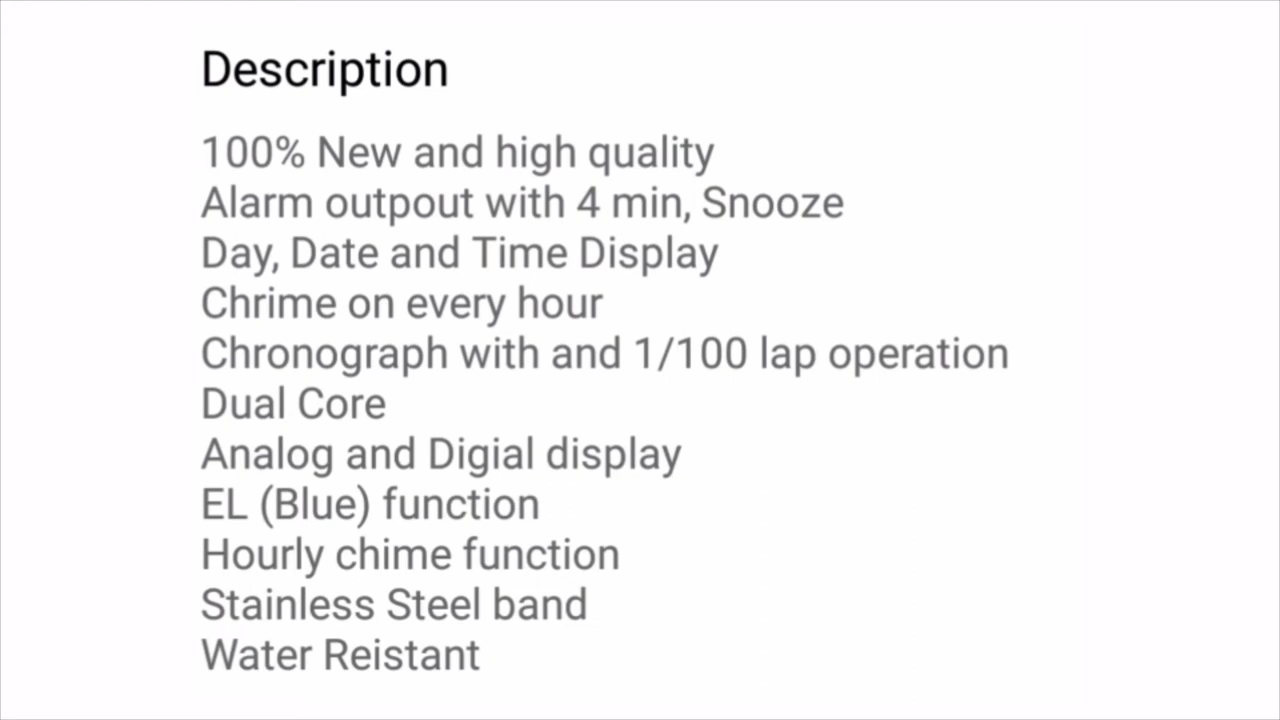 Description
100% New and high quality
Alarm outpout with 4 min, Snooze
Day, Date and Time Display
Chrime on every hour
Chronograph with and 1/100 lap operation
Dual Core
Analog and Digial display
EL (Blue) function
Hourly chime function
Stainless Steel band
Water Reistant